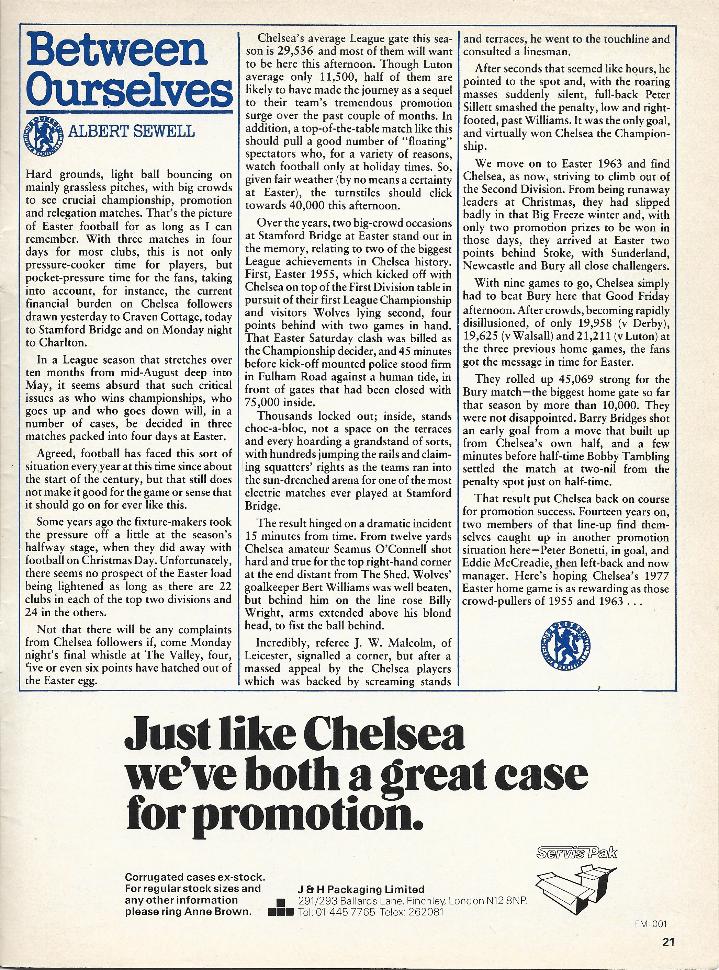 Between
Ourselves
ALBERT SEWELL
Hard grounds, light ball bouncing on
mainly grassless pitches, with big crowds
to see crucial championship, promotion
and relegation matches. That's the picture
of Easter football for as long as I can
remember. With three matches in four
days for most clubs, this is not only
pressure-cooker time for players, but
pocket-pressure time for the fans, taking
into account, for instance, the current
financial burden on Chelsea followers
drawn yesterday to Craven Cottage, today
to Stamford Bridge and on Monday night
to Charlton.
In a League season that stretches over
ten months from mid-August deep into
May, it seems absurd that such critical
issues as who wins championships, who
goes up and who goes down will, in a
number of cases, be decided in three
matches packed into four days at Easter.
Agreed, football has faced this sort of
situation every year at this time since about
the start of the century, but that still does
not make it good for the game or sense that
it should go on for ever like this.
Some years ago the fixture-makers took
the pressure off a little at the season's
halfway stage, when they did away with
football on Christmas Day. Unfortunately,
there seems no prospect of the Easter load
being lightened as long as there are 22
clubs in each of the top two divisions and
24 in the others.
Not that there will be any complaints
from Chelsea followers if, come Monday
night's final whistle at The Valley, four,
five or even six points have hatched out of
the Easter egg.
Chelsea's average League gate this sea-
son is 29,536 and most of them will want
to be here this afternoon. Though Luton
average only 11,500, half of them are
likely to have made the journey as a sequel
to their team's tremendous promotion
surge over the past couple of months. In
addition, a top-of-the-table match like this
should pull a good number of "floating"
spectators who, for a variety of reasons,
watch football only at holiday times. So,
given fair weather (by no means a certainty
at Easter), the turnstiles should click
towards 40,000 this afternoon.
Over the years, two big-crowd occasions
at Stamford Bridge at Easter stand out in
the memory, relating to two of the biggest
League achievements in Chelsea history.
First, Easter 1955, which kicked off with
Chelsea on top of the First Division table in
pursuit of their first League Championship
and visitors Wolves lying second, four
points behind with two games in hand.
That Easter Saturday clash was billed as
the Championship decider, and 45 minutes
before kick-off mounted police stood firm
in Fulham Road against a human tide, in
front of gates that had been closed with
75,000 inside.
Thousands locked out; inside, stands
choc-a-bloc, not a space on the terraces
and every hoarding a grandstand of sorts,
with hundreds jumping the rails and claim-
ing squatters' rights as the teams ran into
the sun-drenched arena for one of the most
electric matches ever played at Stamford
Bridge.
The result hinged on a dramatic incident
15 minutes from time. From twelve yards
Chelsea amateur Seamus O'Connell shot
hard and true for the top right-hand corner
at the end distant from The Shed. Wolves'
goalkeeper Bert Williams was well beaten,
but behind him on the line rose Billy
Wright, arms extended above his blond
head, to fist the ball behind.
Incredibly, referee J. W. Malcolm, of
Leicester, signalled a corner, but after a
massed appeal by the Chelsea players
which was backed by screaming stands
and terraces, he went to the touchline and
consulted a linesman.
After seconds that seemed like hours, he
pointed to the spot and, with the roaring
masses suddenly silent, full-back Peter
Sillett smashed the penalty, low and right-
footed, past Williams. It was the only goal,
and virtually won Chelsea the Champion-
ship.
We move on to Easter 1963 and find
Chelsea, as now, striving to climb out of
the Second Division. From being runaway
leaders at Christmas, they had slipped
badly in that Big Freeze winter and, with
only two promotion prizes to be won in
those days, they arrived at Easter two
points behind Stoke, with Sunderland,
Newcastle and Bury all close challengers.
With nine games to go, Chelsea simply
had to beat Bury here that Good Friday
afternoon. After crowds, becoming rapidly
disillusioned, of only 19,958 (v Derby),
19,625 (v Walsall) and 21,211 (v Luton) at
the three previous home games, the fans
got the message in time for Easter.
They rolled up 45,069 strong for the
Bury match—the biggest home gate so far
that season by more than 10,000. They
were not disappointed. Barry Bridges shot
an early goal from a move that built up
from Chelsea's own half, and a few
minutes before half-time Bobby Tambling
settled the match at two-nil from the
penalty spot just on half-time.
That result put Chelsea back on course
for promotion success. Fourteen years on,
two members of that line-up find them-
selves caught up in another promotion
situation here—Peter Bonetti, in goal, and
Eddie McCreadie, then left-back and now
manager. Here's hoping Chelsea's 1977
Easter home game is as rewarding as those
crowd-pullers of 1955 and 1963 . . .
Just like Chelsea
we've both a great case
for promotion.
Corrugated cases ex-stock.
For regular stock sizes and
any other information
please ring Anne Brown.
J & H Packaging Limited
291/293 Ballards Lane, Finchley, London N12 8NP.
Tel: 01-445 7765 Telex: 262081
Servis Pak
21